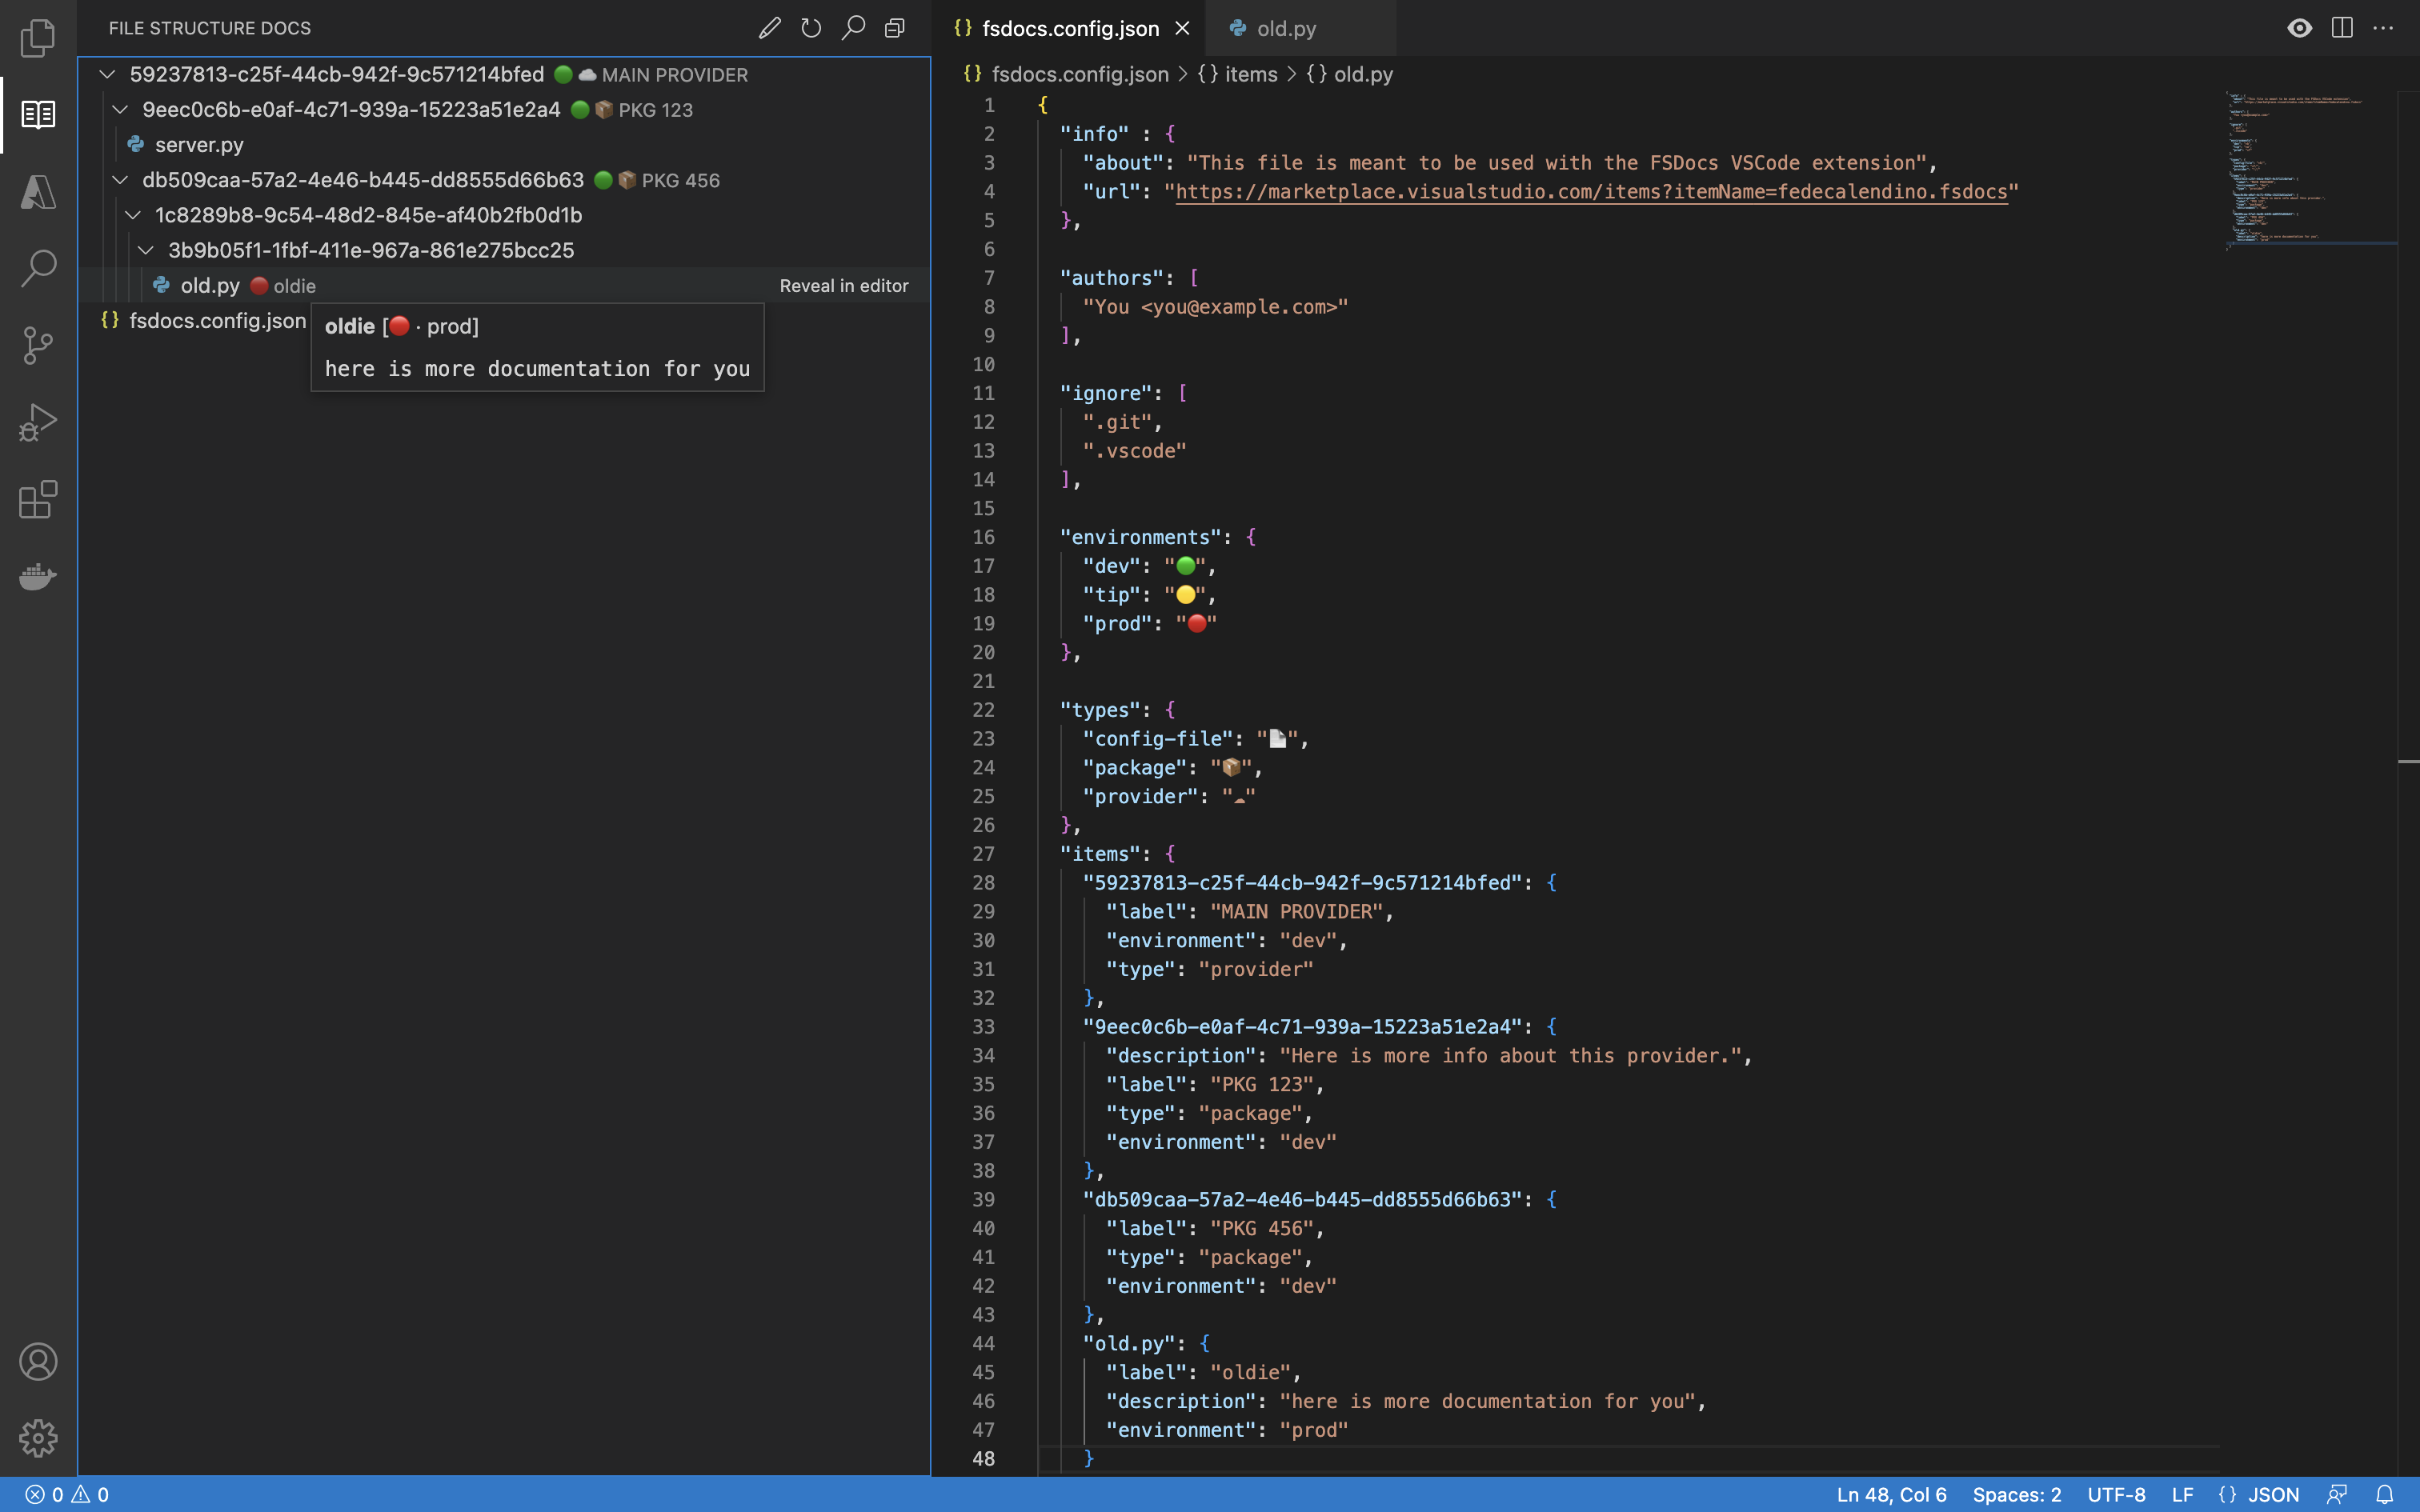 FILE STRUCTURE DOCS
59237813-c25f-44cb-942f-9c571214bfed 🟢 ☁️ MAIN PROVIDER
9eec0c6b-e0af-4c71-939a-15223a51e2a4 🟢 📦 PKG 123
server.py
db509caa-57a2-4e46-b445-dd8555d66b63 🟢 📦 PKG 456
1c8289b8-9c54-48d2-845e-af40b2fb0d1b
3b9b05f1-1fbf-411e-967a-861e275bcc25
old.py 🔴 oldie Reveal in editor
{} fsdocs.config.json
oldie [🔴 · prod]
here is more documentation for you
{} fsdocs.config.json
old.py
{} fsdocs.config.json > {} items > {} old.py
1 {
2 "info" : {
3 "about": "This file is meant to be used with the FSDocs VSCode extension",
4 "url": "https://marketplace.visualstudio.com/items?itemName=fedecalendino.fsdocs"
5 },
6
7 "authors": [
8 "You <you@example.com>"
9 ],
10
11 "ignore": [
12 ".git",
13 ".vscode"
14 ],
15
16 "environments": {
17 "dev": "🟢",
18 "tip": "🟡",
19 "prod": "🔴"
20 },
21
22 "types": {
23 "config-file": "📄",
24 "package": "📦",
25 "provider": "☁"
26 },
27 "items": {
28 "59237813-c25f-44cb-942f-9c571214bfed": {
29 "label": "MAIN PROVIDER",
30 "environment": "dev",
31 "type": "provider"
32 },
33 "9eec0c6b-e0af-4c71-939a-15223a51e2a4": {
34 "description": "Here is more info about this provider.",
35 "label": "PKG 123",
36 "type": "package",
37 "environment": "dev"
38 },
39 "db509caa-57a2-4e46-b445-dd8555d66b63": {
40 "label": "PKG 456",
41 "type": "package",
42 "environment": "dev"
43 },
44 "old.py": {
45 "label": "oldie",
46 "description": "here is more documentation for you",
47 "environment": "prod"
48 }
0 0
Ln 48, Col 6 Spaces: 2 UTF-8 LF {} JSON